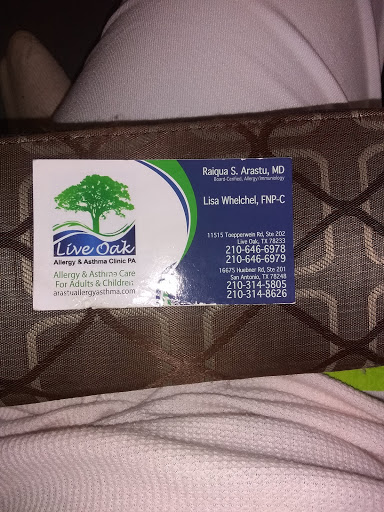 Live Oak
Allergy & Asthma Clinic PA
Allergy & Asthma Care
For Adults & Children
arastuallergyasthma.com
Raiqua S. Arastu, MD
Board-Certified, Allergy/Immunology
Lisa Whelchel, FNP-C
11515 Toepperwein Rd, Ste 202
Live Oak, TX 78233
210-646-6978
210-646-6979
16675 Huebner Rd, Ste 201
San Antonio, TX 78248
210-314-5805
210-314-8626